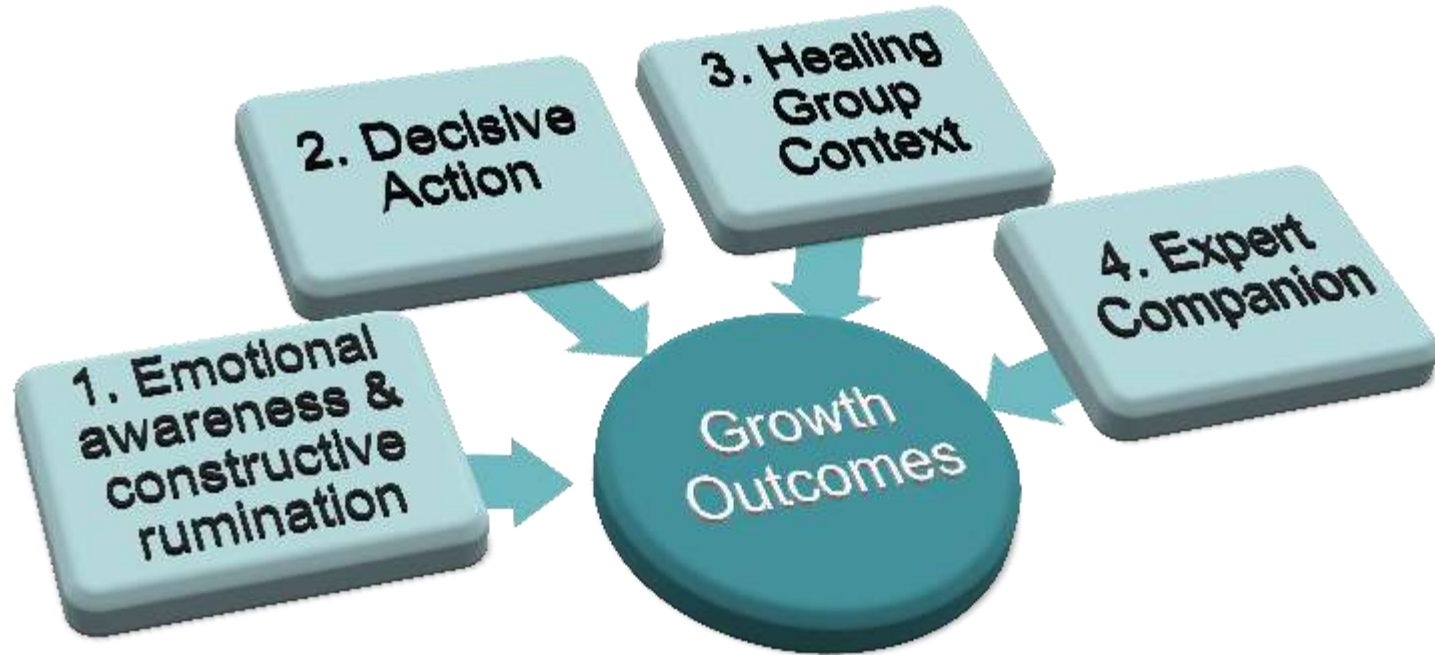 1. Emotional
awareness &
constructive
rumination
2. Decisive
Action
3. Healing
Group
Context
4. Expert
Companion
Growth
Outcomes